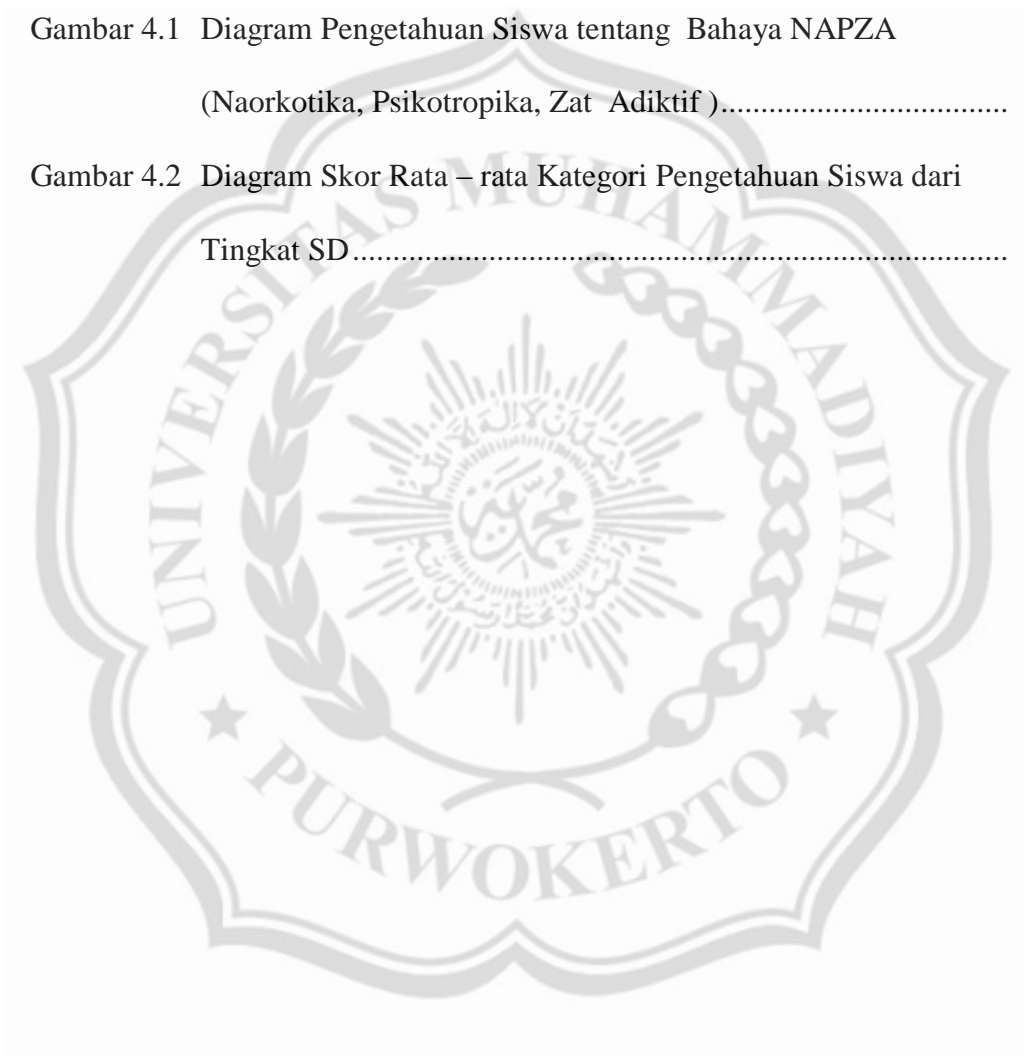 Gambar 4.1 Diagram Pengetahuan Siswa tentang Bahaya NAPZA
(Naorkotika, Psikotropika, Zat Adiktif )....................................
Gambar 4.2 Diagram Skor Rata – rata Kategori Pengetahuan Siswa dari
Tingkat SD..................................................................................
UNIVERSITAS MUHAMMADIYAH
PURWOKERTO
محمد